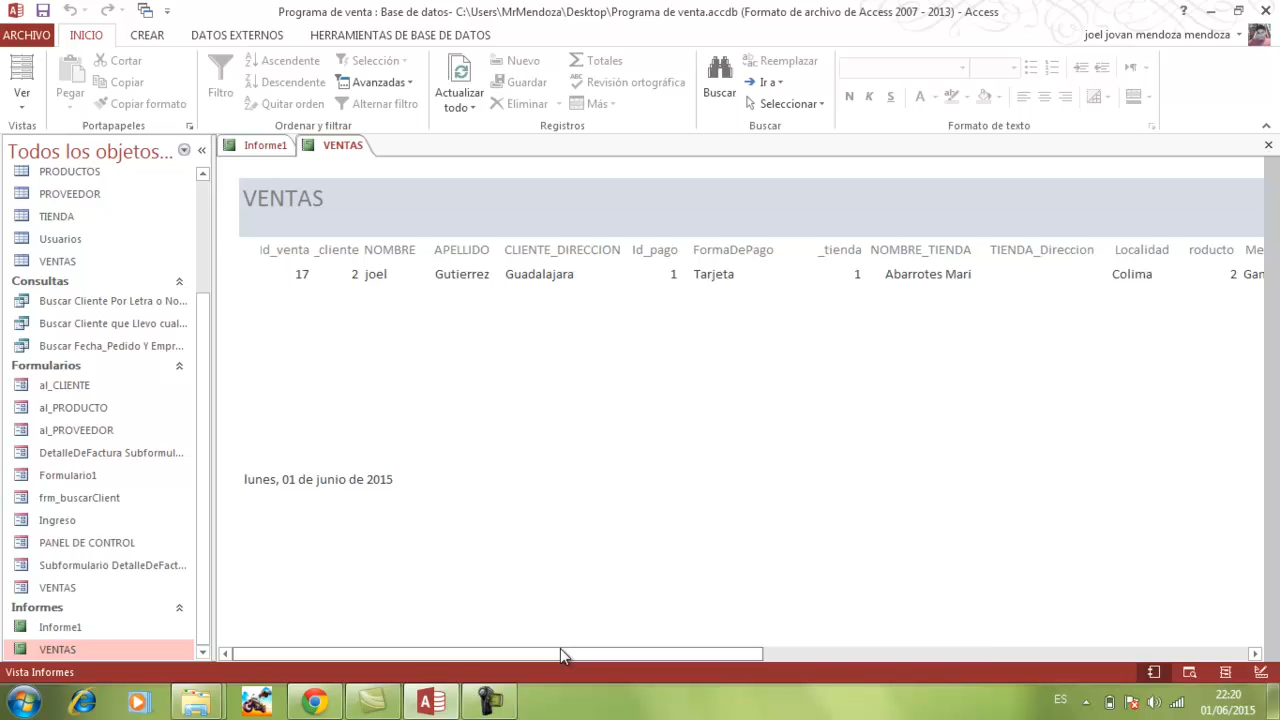 Programa de venta : Base de datos- C:\Users\MrMendoza\Desktop\Programa de venta.accdb (Formato de archivo de Access 2007 - 2013) - Access
ARCHIVO INICIO CREAR DATOS EXTERNOS HERRAMIENTAS DE BASE DE DATOS joel jovan mendoza mendoza
Ver
Vistas
Pegar
Cortar
Copiar
Copiar formato
Portapapeles
Filtro
Ascendente
Descendente
Quitar orden
Selección
Avanzadas
Alternar filtro
Ordenar y filtrar
Actualizar
todo
Nuevo
Guardar
Eliminar
Totales
Revisión ortográfica
Más
Registros
Buscar
Reemplazar
Ir a
Seleccionar
Buscar
N K S A
Formato de texto
Todos los objetos...
PRODUCTOS
PROVEEDOR
TIENDA
Usuarios
VENTAS
Consultas
Buscar Cliente Por Letra o No...
Buscar Cliente que Llevo cual...
Buscar Fecha_Pedido Y Empr...
Formularios
al_CLIENTE
al_PRODUCTO
al_PROVEEDOR
DetalleDeFactura Subformul...
Formulario1
frm_buscarClient
Ingreso
PANEL DE CONTROL
Subformulario DetalleDeFact...
VENTAS
Informes
Informe1
VENTAS
Informe1 VENTAS
VENTAS
Id_venta _cliente NOMBRE APELLIDO CLIENTE_DIRECCION Id_pago FormaDePago _tienda NOMBRE_TIENDA TIENDA_Direccion Localidad roducto Me
17 2 joel Gutierrez Guadalajara 1 Tarjeta 1 Abarrotes Mari Colima 2 Gan
lunes, 01 de junio de 2015
Vista Informes
ES 22:20
01/06/2015